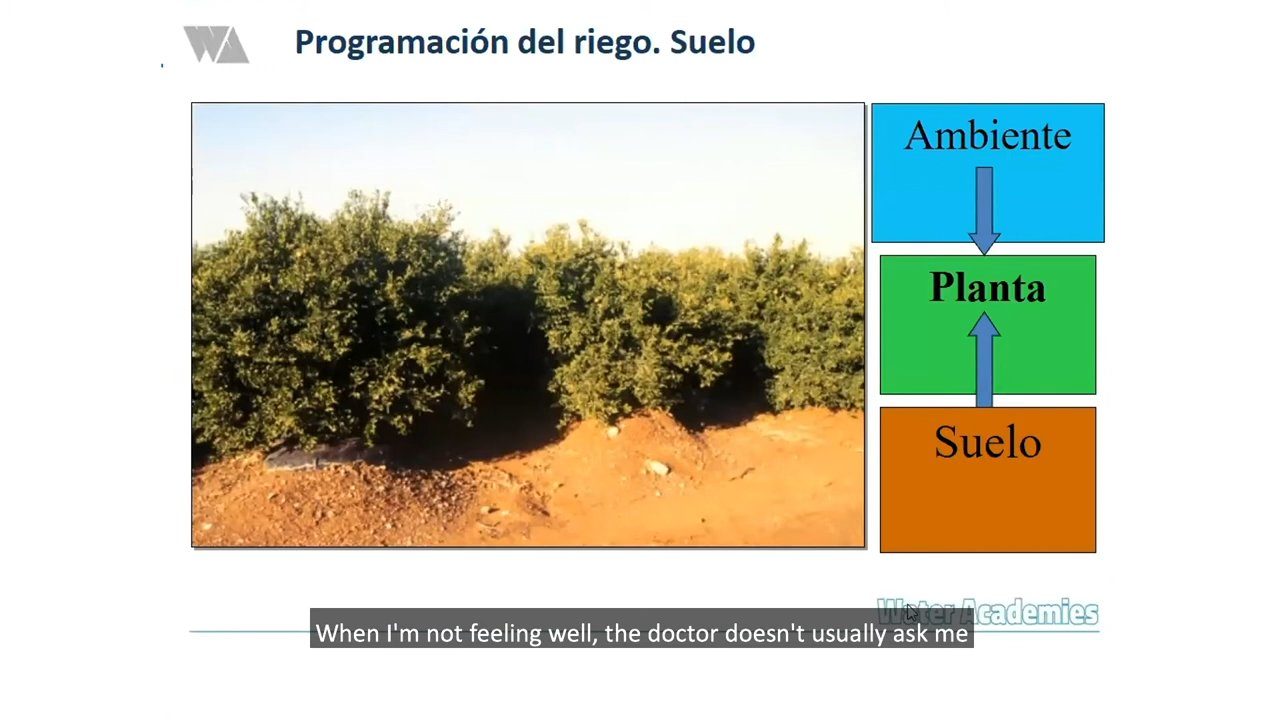 WA
Programación del riego. Suelo
Ambiente
Planta
Suelo
Water Academies
When I'm not feeling well, the doctor doesn't usually ask me